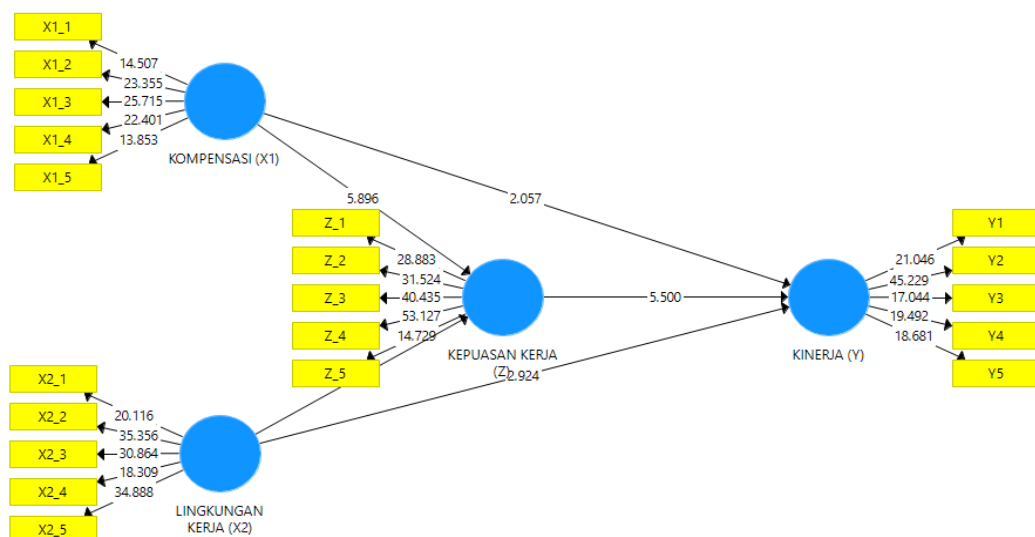 X1_1
X1_2
X1_3
X1_4
X1_5
14.507
23.355
25.715
22.401
13.853
KOMPENSASI (X1)
5.896
2.057
Z_1
Z_2
Z_3
Z_4
Z_5
28.883
31.524
40.435
53.127
14.729
KEPUASAN KERJA
(Z)
5.500
2.924
Y1
Y2
Y3
Y4
Y5
21.046
45.229
17.044
19.492
18.681
KINERJA (Y)
X2_1
X2_2
X2_3
X2_4
X2_5
20.116
35.356
30.864
18.309
34.888
LINGKUNGAN
KERJA (X2)